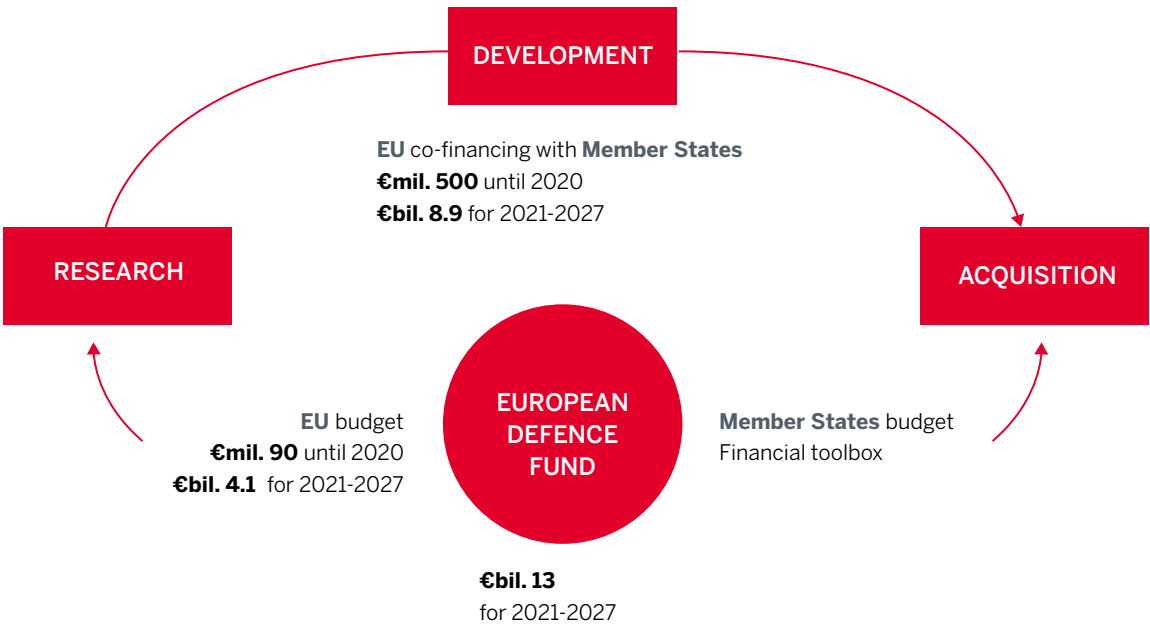 DEVELOPMENT
EU co-financing with Member States
€mil. 500 until 2020
€bil. 8.9 for 2021-2027
RESEARCH
ACQUISITION
EU budget
€mil. 90 until 2020
€bil. 4.1 for 2021-2027
EUROPEAN
DEFENCE
FUND
Member States budget
Financial toolbox
€bil. 13
for 2021-2027